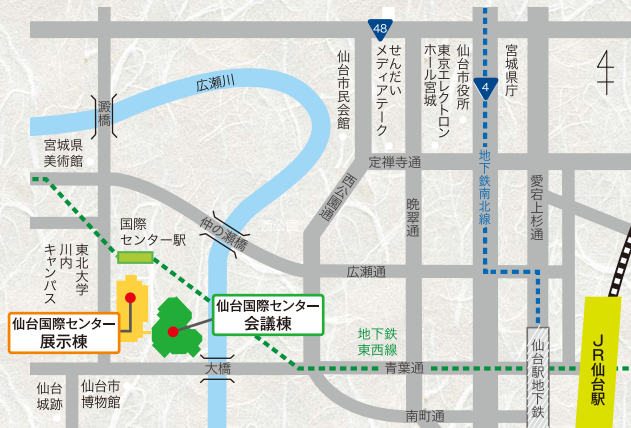 48
仙台市民会館
せんだい
メディアテーク
東京エレクトロン
ホール宮城
仙台市役所
4
宮城県庁
広瀬川
澱橋
宮城県
美術館
定禅寺通
地下鉄南北線
西公園通
晩翠通
愛宕上杉通
国際
センター駅
仲の瀬橋
東北大学
川内
キャンパス
広瀬通
仙台国際センター
展示棟
仙台国際センター
会議棟
地下鉄
東西線
大橋
青葉通
仙台駅地下鉄
JR仙台駅
仙台
城跡
仙台市
博物館
南町通